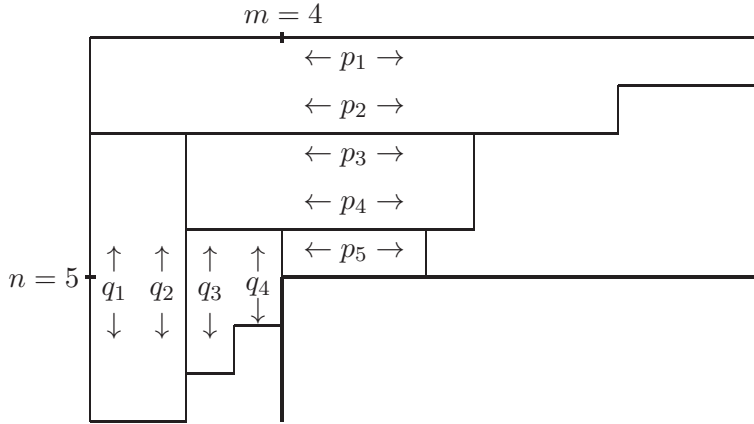 m = 4
← p₁ →
← p₂ →
← p₃ →
← p₄ →
← p₅ →
↑ ↑ ↑ ↑
n = 5 q₁ q₂ q₃ q₄
↓ ↓ ↓ ↓